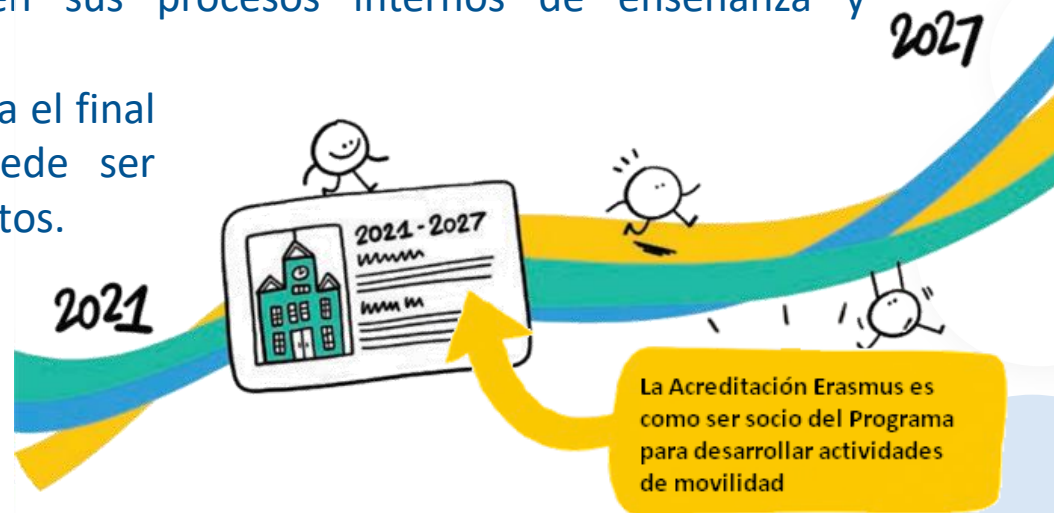 en sus procesos internos de enseñanza y
a el final
ede ser
tos.
2027
2021
2021-2027
La Acreditación Erasmus es
como ser socio del Programa
para desarrollar actividades
de movilidad